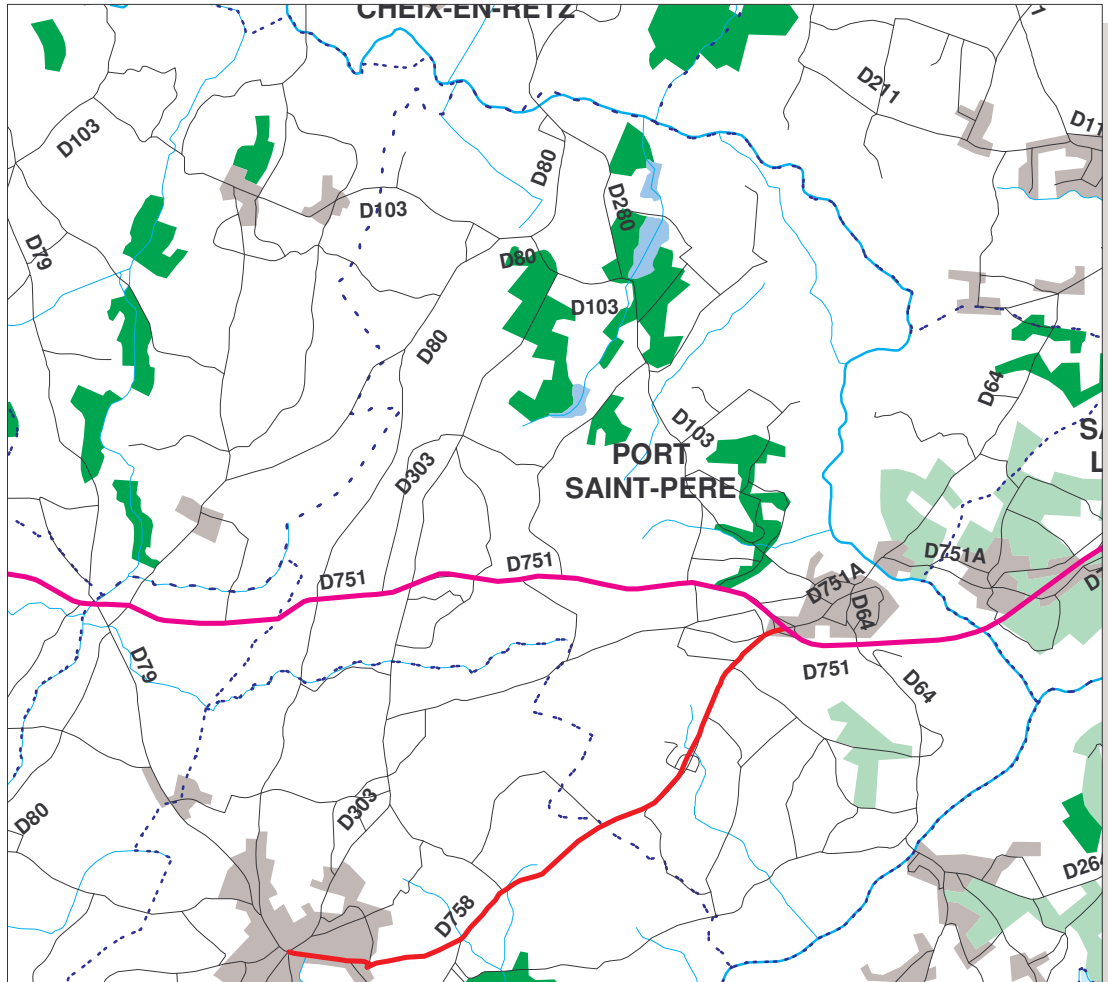 CHEIX-EN-RETZ
D211
D11
D103
D80
D280
D103
D79
D80
D103
D80
D64
D103
PORT
SAINT-PERE
D303
D751
D751
D751A
D751A
D64
D751
D64
D79
D303
D80
D264
D758